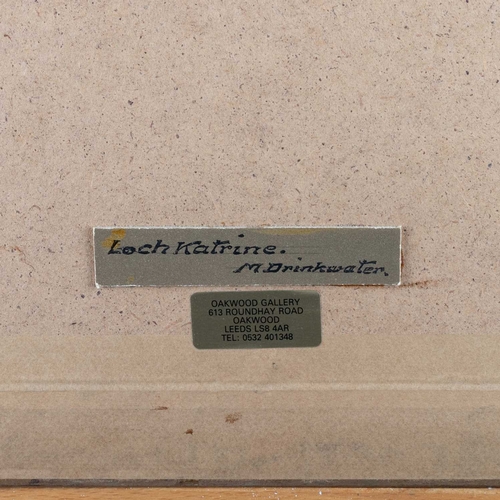 Loch Katrine.
M. Drinkwater.
OAKWOOD GALLERY
613 ROUNDHAY ROAD
OAKWOOD
LEEDS LS8 4AR
TEL: 0532 401348